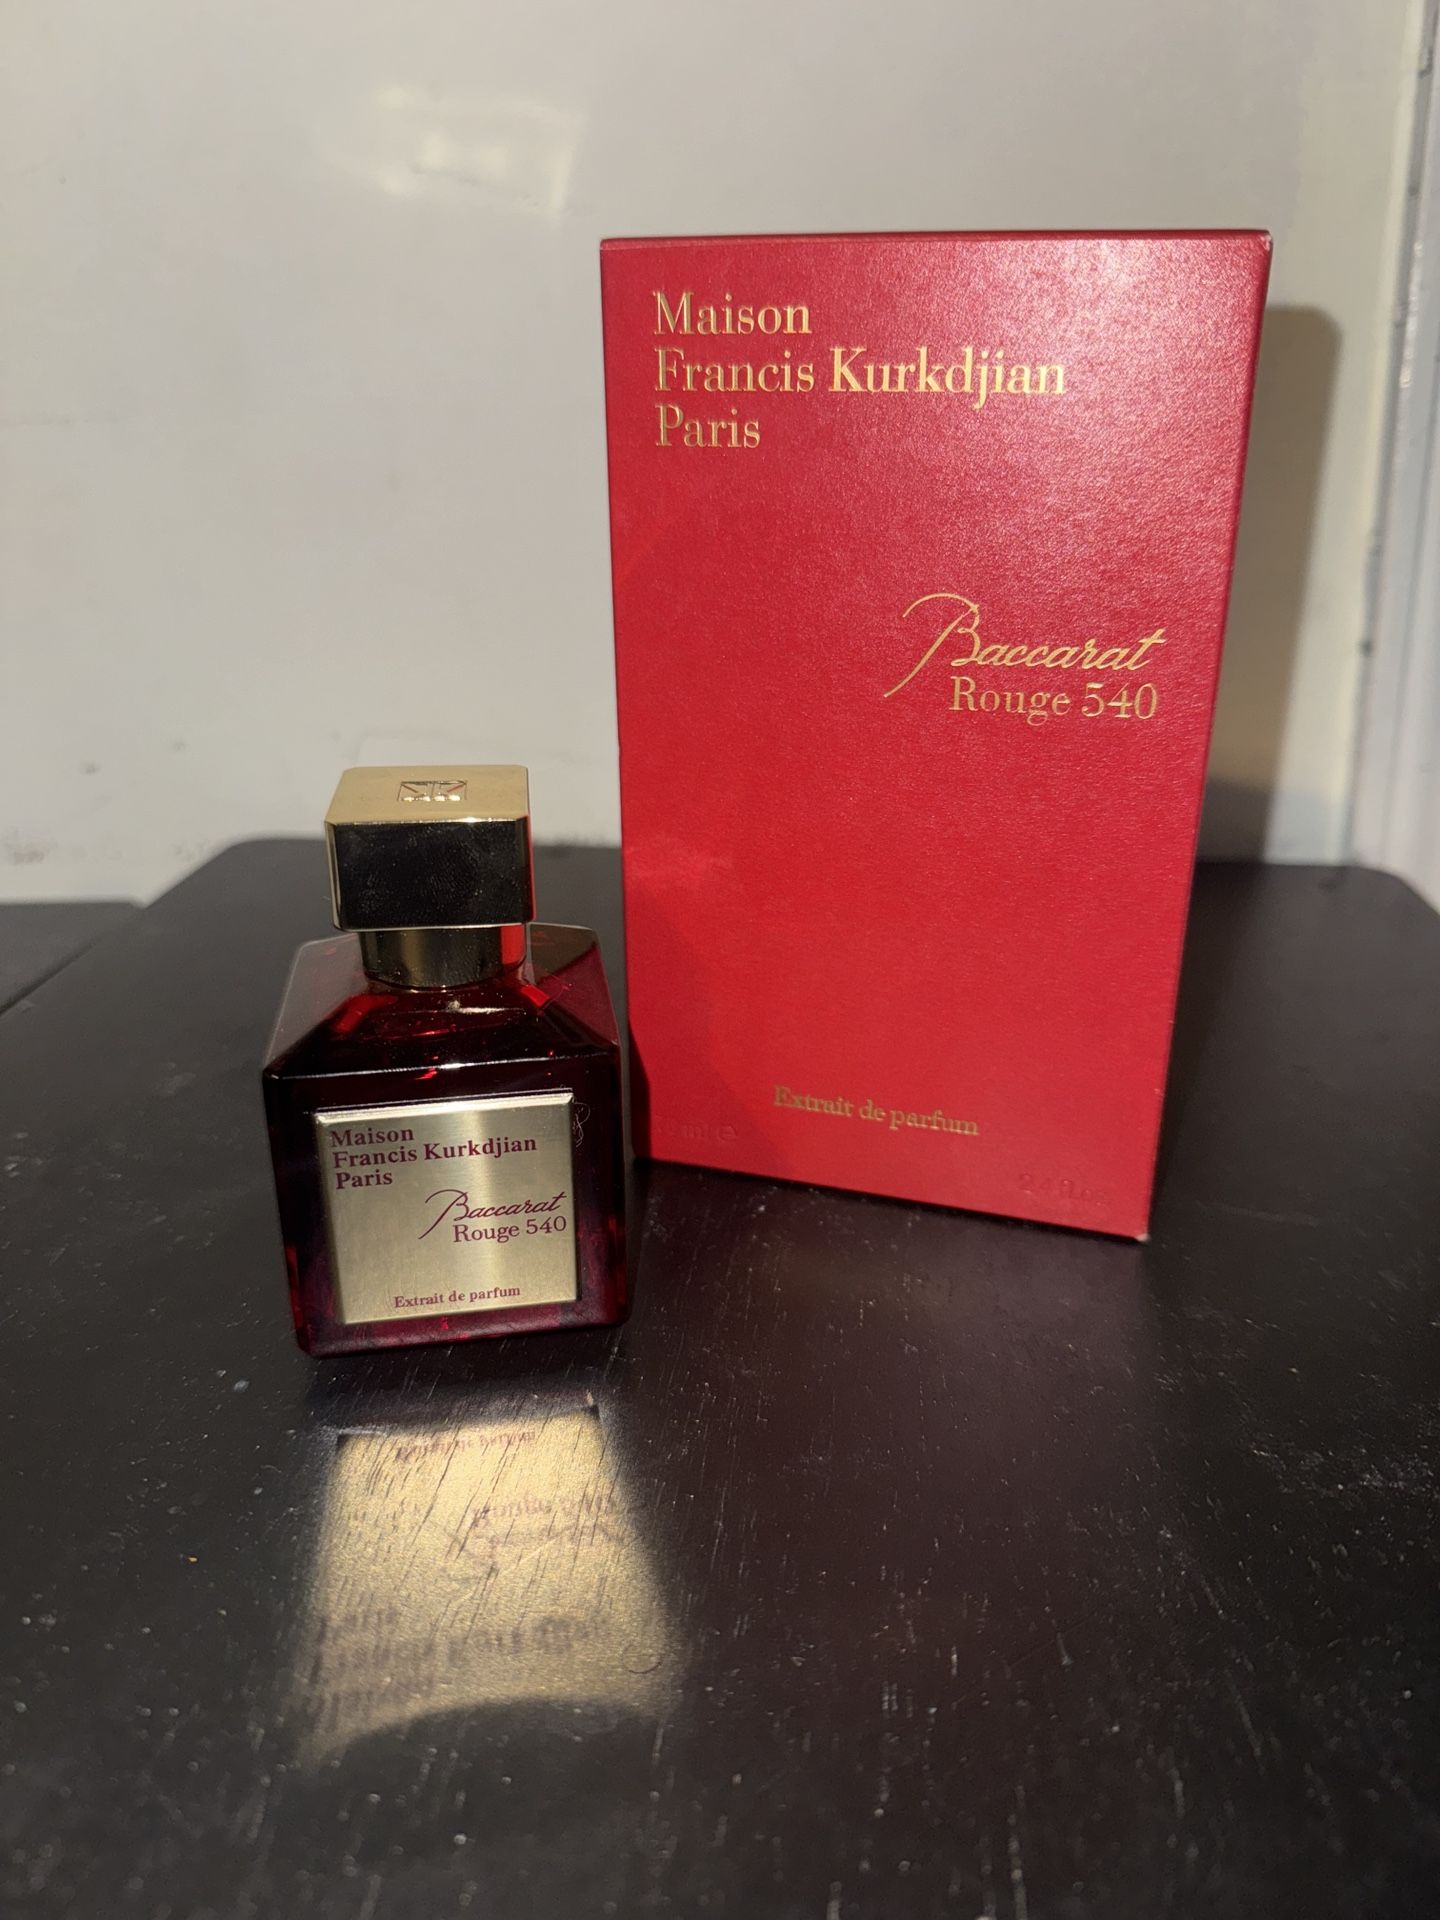 Maison
Francis Kurkdjian
Paris
Baccarat
Rouge 540
Extrait de parfum
Maison
Francis Kurkdjian
Paris
Baccarat
Rouge 540
Extrait de parfum